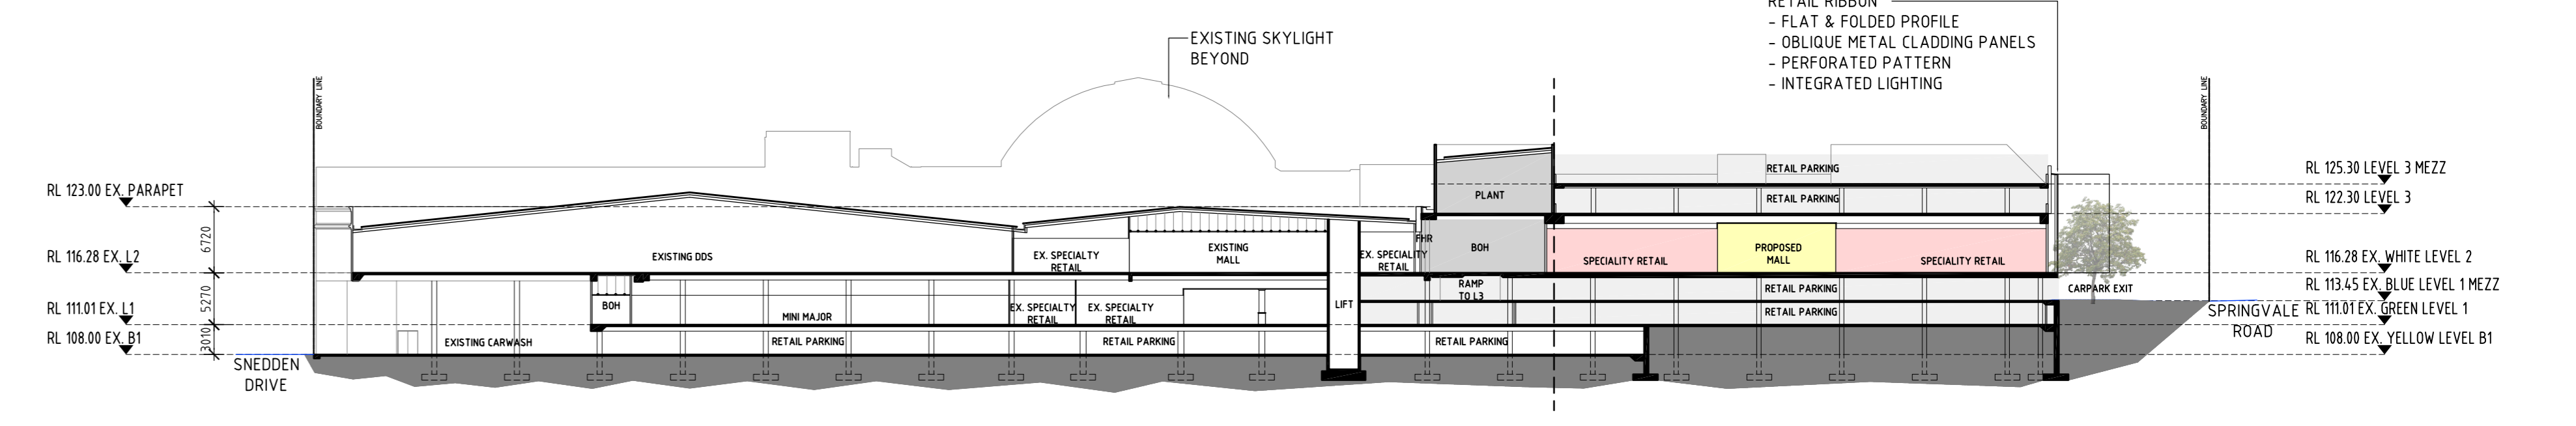 RETAIL RIBBON
- FLAT & FOLDED PROFILE
- OBLIQUE METAL CLADDING PANELS
- PERFORATED PATTERN
- INTEGRATED LIGHTING
EXISTING SKYLIGHT
BEYOND
BOUNDARY LINE
BOUNDARY LINE
RL 123.00 EX. PARAPET
RL 116.28 EX. L2
RL 111.01 EX. L1
RL 108.00 EX. B1
6720
5270
3010
SNEDDEN
DRIVE
EXISTING DDS
EX. SPECIALTY
RETAIL
EXISTING
MALL
EX. SPECIALTY
RETAIL
FHR
BOH
PLANT
RETAIL PARKING
RETAIL PARKING
SPECIALITY RETAIL
PROPOSED
MALL
SPECIALITY RETAIL
BOH
MINI MAJOR
EX. SPECIALTY
RETAIL
EX. SPECIALTY
RETAIL
LIFT
RAMP
TO L3
RETAIL PARKING
RETAIL PARKING
CARPARK EXIT
EXISTING CARWASH
RETAIL PARKING
RETAIL PARKING
RETAIL PARKING
SPRINGVALE
ROAD
RL 125.30 LEVEL 3 MEZZ
RL 122.30 LEVEL 3
RL 116.28 EX. WHITE LEVEL 2
RL 113.45 EX. BLUE LEVEL 1 MEZZ
RL 111.01 EX. GREEN LEVEL 1
RL 108.00 EX. YELLOW LEVEL B1